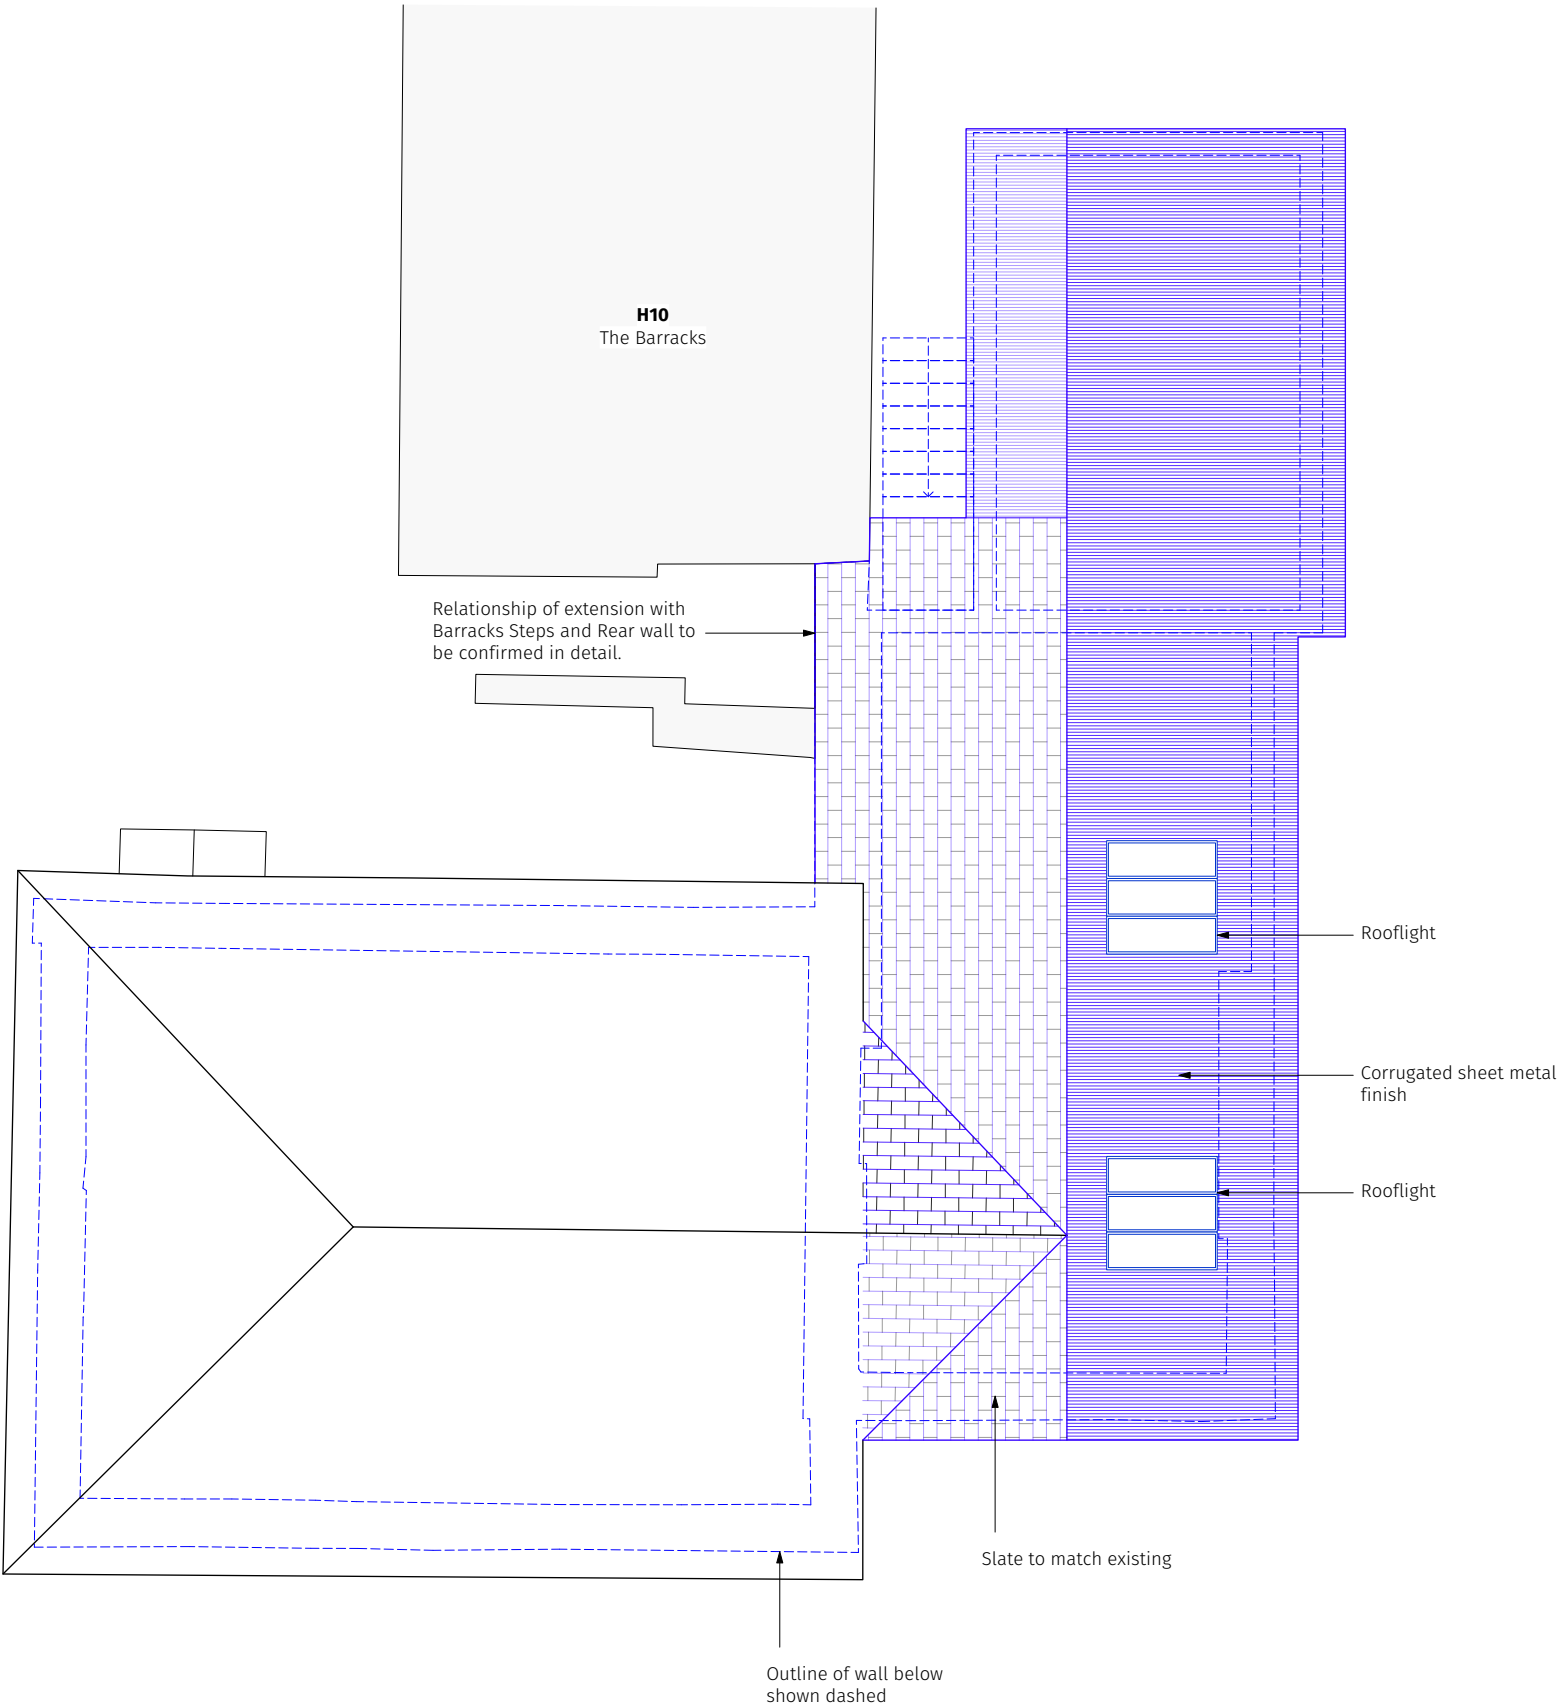 H10
The Barracks
Relationship of extension with
Barracks Steps and Rear wall to
be confirmed in detail.
Rooflight
Corrugated sheet metal
finish
Rooflight
Slate to match existing
Outline of wall below
shown dashed